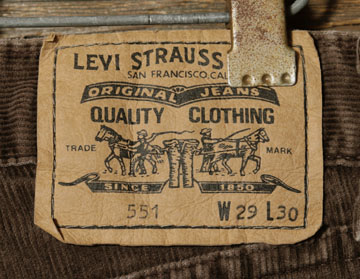 LEVI STRAUSS
SAN FRANCISCO, CAL
ORIGINAL JEANS
QUALITY CLOTHING
TRADE MARK
SINCE 1850
551 W 29 L 30